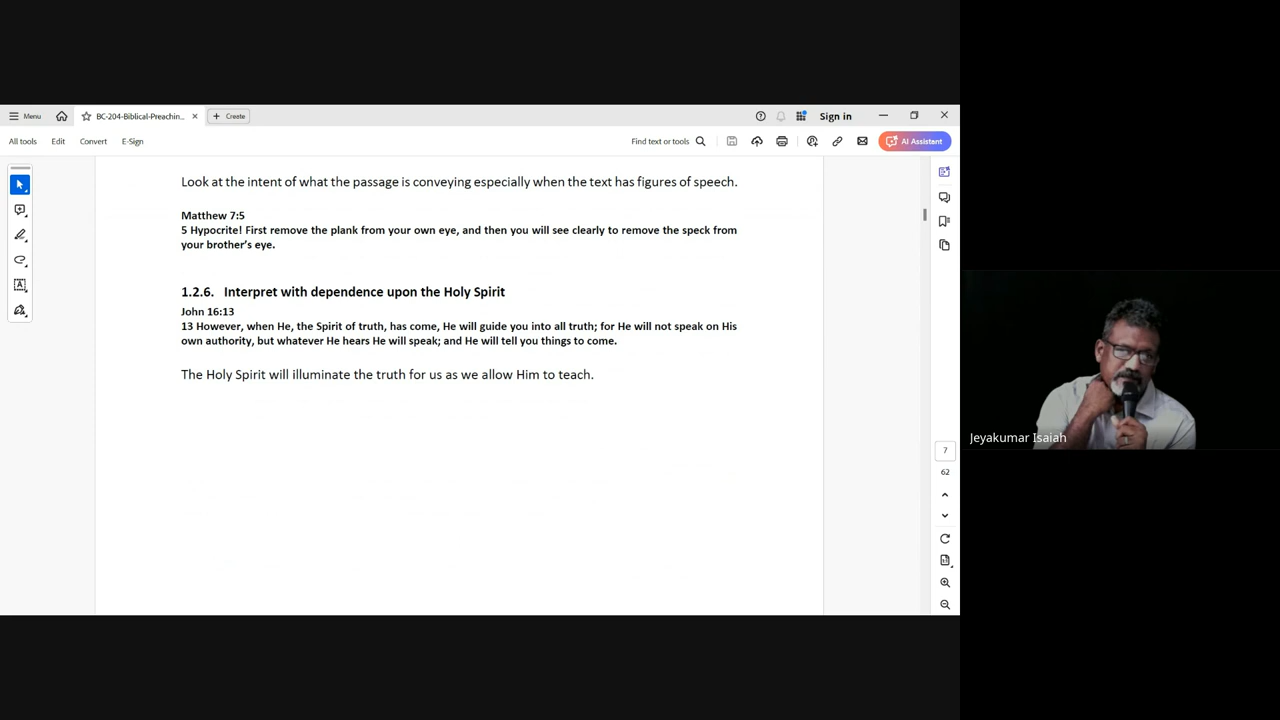 Menu
BC-204-Biblical-Preachin...
Create
Sign in
All tools
Edit
Convert
E-Sign
Find text or tools
AI Assistant
Look at the intent of what the passage is conveying especially when the text has figures of speech.
Matthew 7:5
5 Hypocrite! First remove the plank from your own eye, and then you will see clearly to remove the speck from
your brother's eye.
1.2.6. Interpret with dependence upon the Holy Spirit
John 16:13
13 However, when He, the Spirit of truth, has come, He will guide you into all truth; for He will not speak on His
own authority, but whatever He hears He will speak; and He will tell you things to come.
The Holy Spirit will illuminate the truth for us as we allow Him to teach.
7
62
Jeyakumar Isaiah